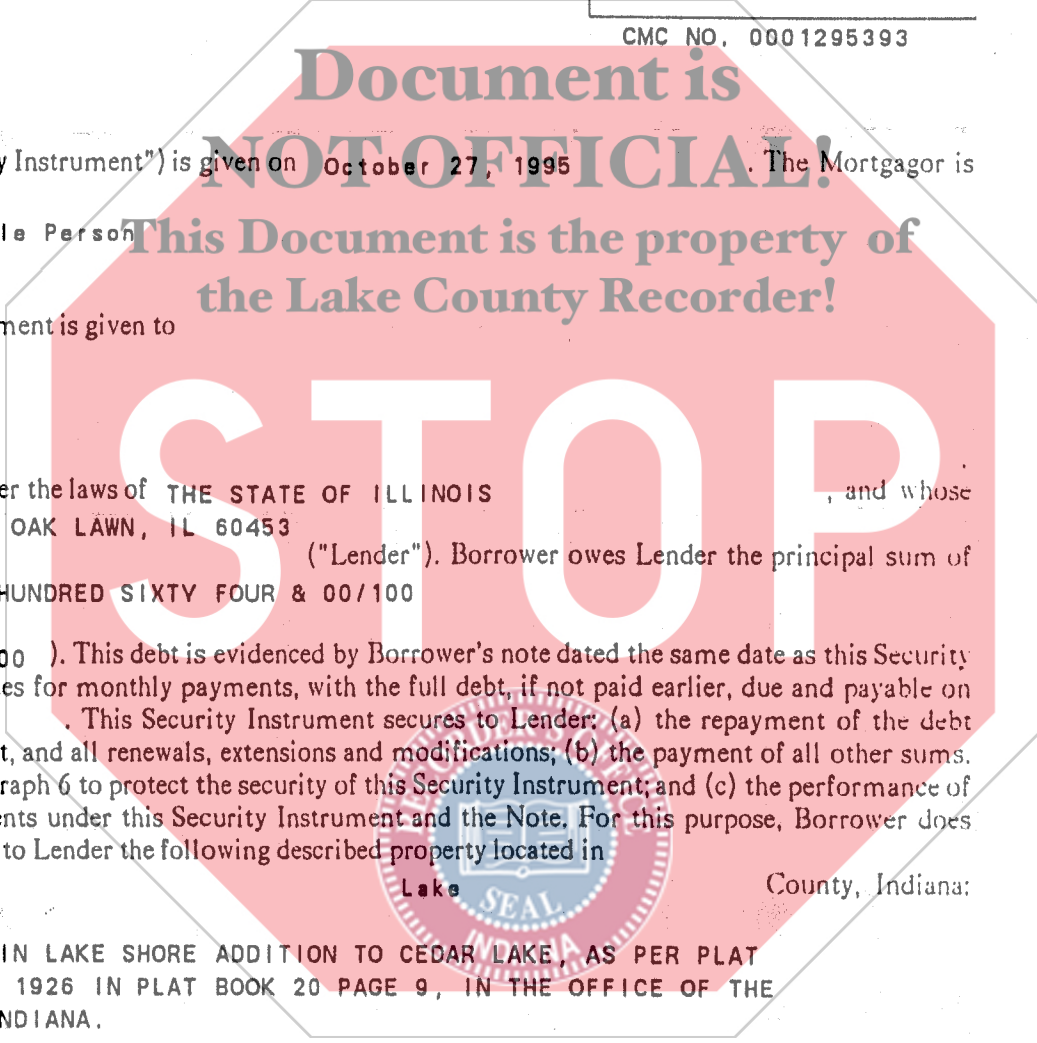 CMC NO. 0001295393
Document is
NOT OFFICIAL!
y Instrument") is given on October 27, 1995 . The Mortgagor is
le Person
This Document is the property of
the Lake County Recorder!
ment is given to
STOP
er the laws of THE STATE OF ILLINOIS , and whose
OAK LAWN, IL 60453
("Lender"). Borrower owes Lender the principal sum of
HUNDRED SIXTY FOUR & 00/100
00 ). This debt is evidenced by Borrower's note dated the same date as this Security
es for monthly payments, with the full debt, if not paid earlier, due and payable on
. This Security Instrument secures to Lender: (a) the repayment of the debt
t, and all renewals, extensions and modifications; (b) the payment of all other sums.
raph 6 to protect the security of this Security Instrument; and (c) the performance of
ents under this Security Instrument and the Note. For this purpose, Borrower does
to Lender the following described property located in
Lake County, Indiana:
RECORDER'S OFFICE
SEAL
INDIANA
IN LAKE SHORE ADDITION TO CEDAR LAKE, AS PER PLAT
1926 IN PLAT BOOK 20 PAGE 9, IN THE OFFICE OF THE
NDIANA.